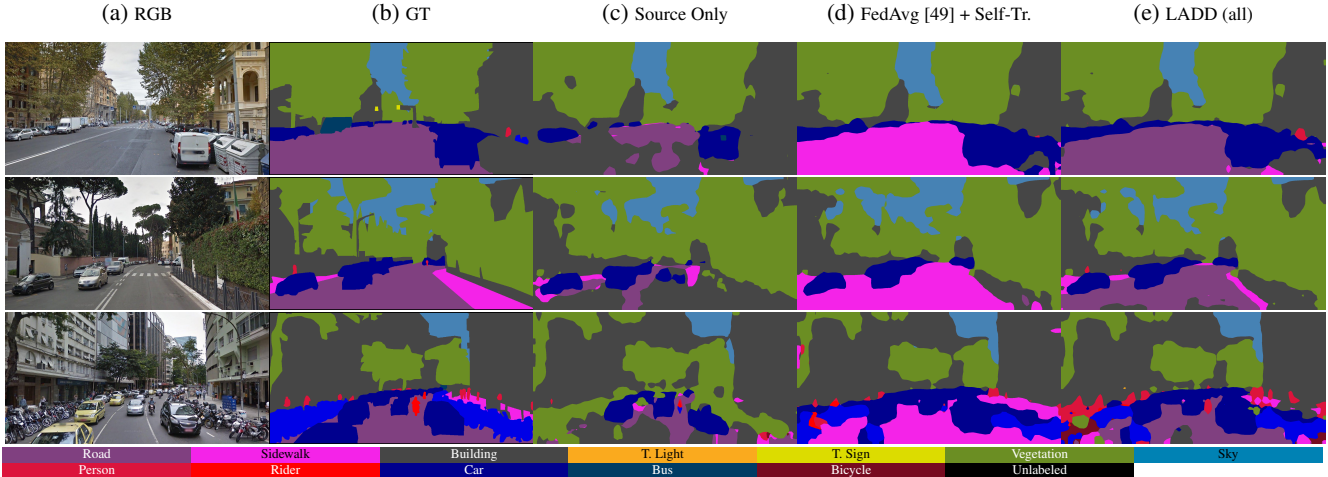 (a) RGB (b) GT (c) Source Only (d) FedAvg [49] + Self-Tr. (e) LADD (all)
Road Sidewalk Building T. Light T. Sign Vegetation Sky
Person Rider Car Bus Bicycle Unlabeled